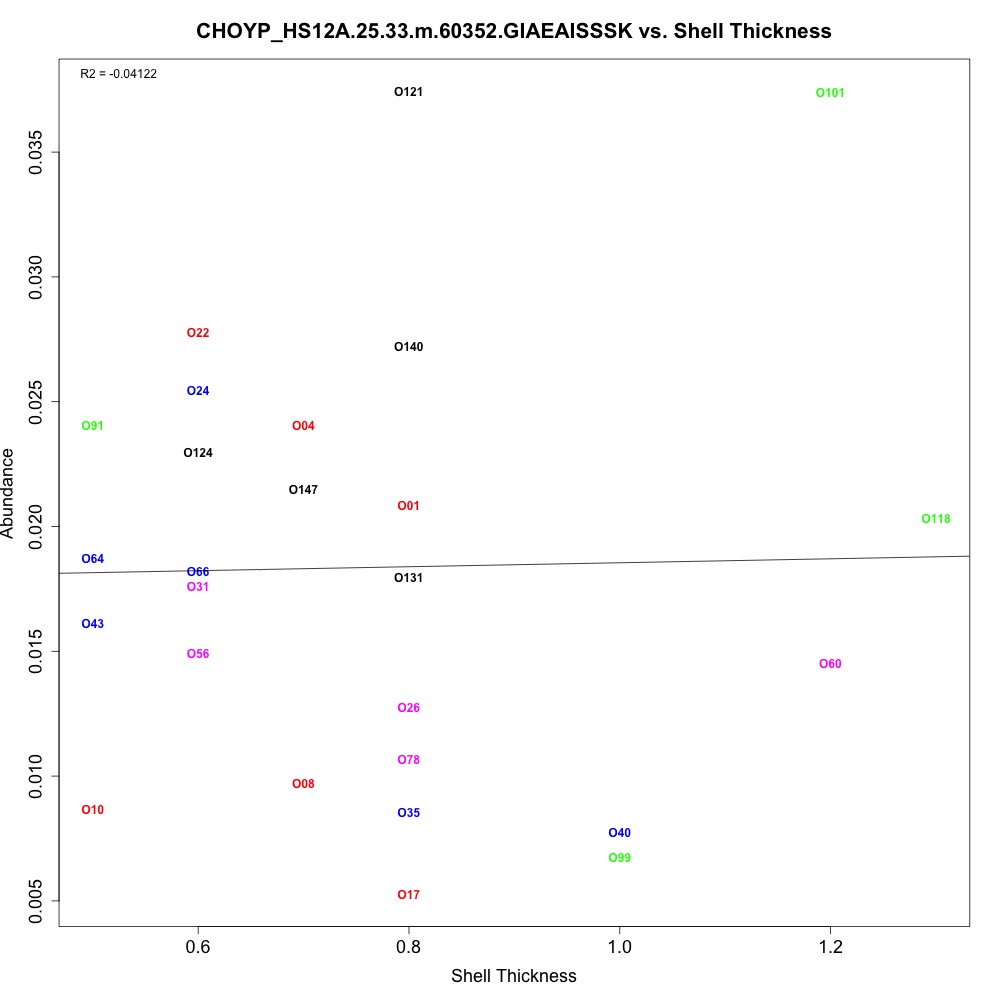 CHOYP_HS12A.25.33.m.60352.GIAEAISSSK vs. Shell Thickness
R2 = -0.04122
O121
O101
0.035
0.030
O22
O140
O24
0.025
O91
O04
O124
O147
O01
O118
0.020
Abundance
O64
O66
O131
O31
O43
O56
0.015
O60
O26
O78
0.010
O08
O10
O35
O40
O99
O17
0.005
0.6 0.8 1.0 1.2
Shell Thickness